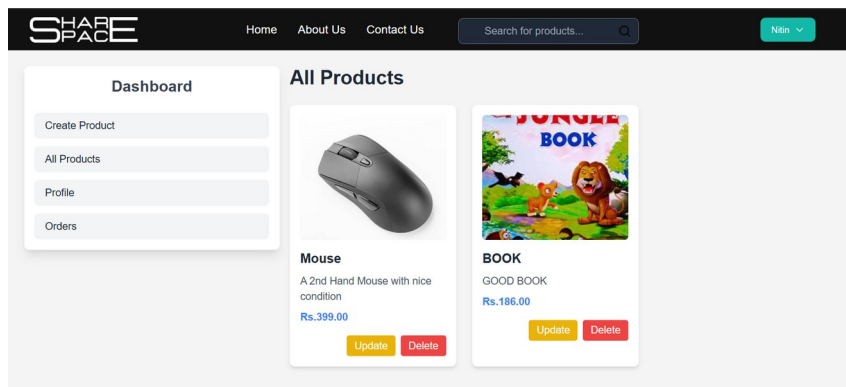 SHARE
SPACE
Home
About Us
Contact Us
Search for products...
Nitin
Dashboard
Create Product
All Products
Profile
Orders
All Products
JUNGLE
BOOK
Mouse
A 2nd Hand Mouse with nice
condition
Rs.399.00
Update
Delete
BOOK
GOOD BOOK
Rs.186.00
Update
Delete